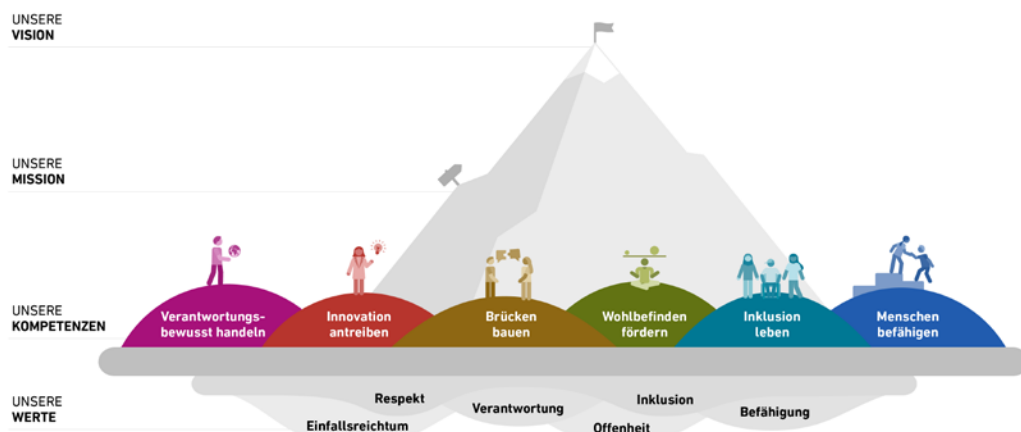 UNSERE
VISION
UNSERE
MISSION
UNSERE
KOMPETENZEN
Verantwortungs-
bewusst handeln
Innovation
antreiben
Brücken
bauen
Wohlbefinden
fördern
Inklusion
leben
Menschen
befähigen
UNSERE
WERTE
Respekt
Verantwortung
Inklusion
Befähigung
Einfallsreichtum
Offenheit